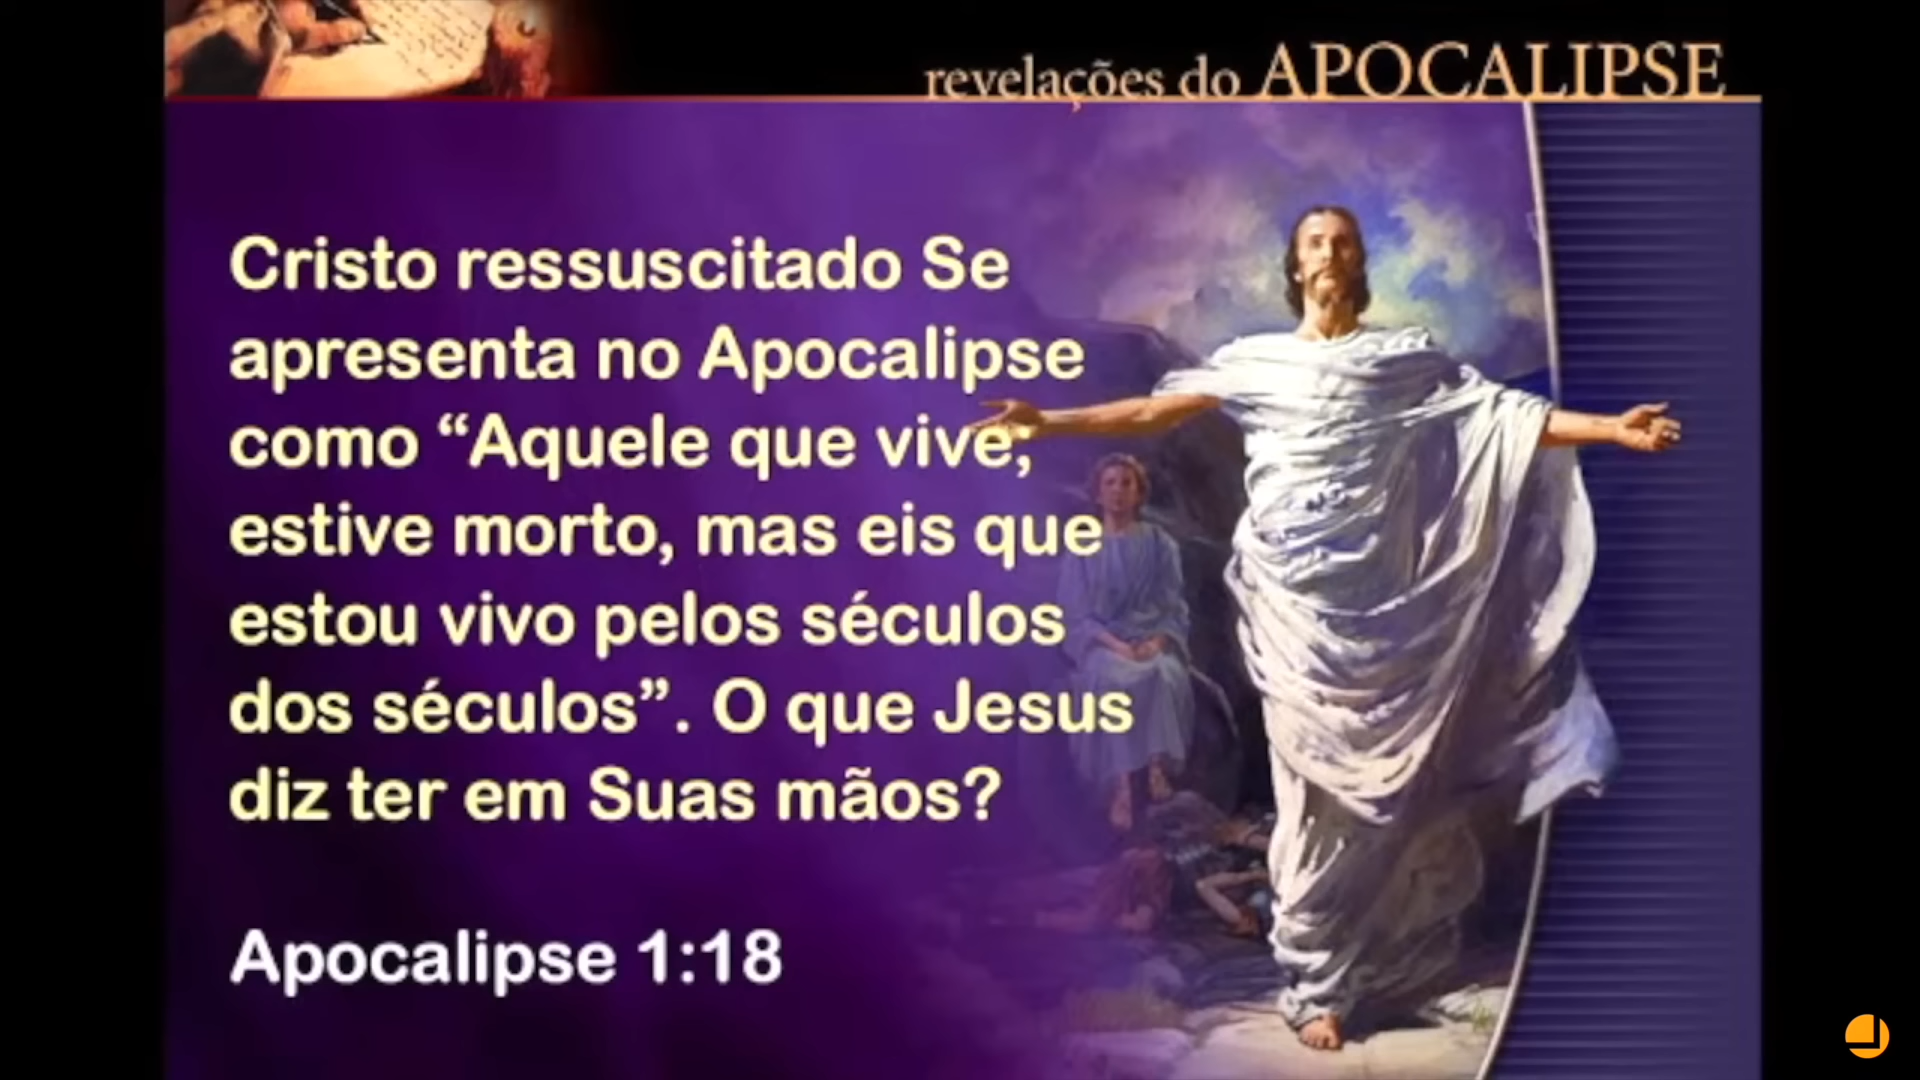 revelações do APOCALIPSE
Cristo ressuscitado Se
apresenta no Apocalipse
como “Aquele que vive;
estive morto, mas eis que
estou vivo pelos séculos
dos séculos”. O que Jesus
diz ter em Suas mãos?
Apocalipse 1:18